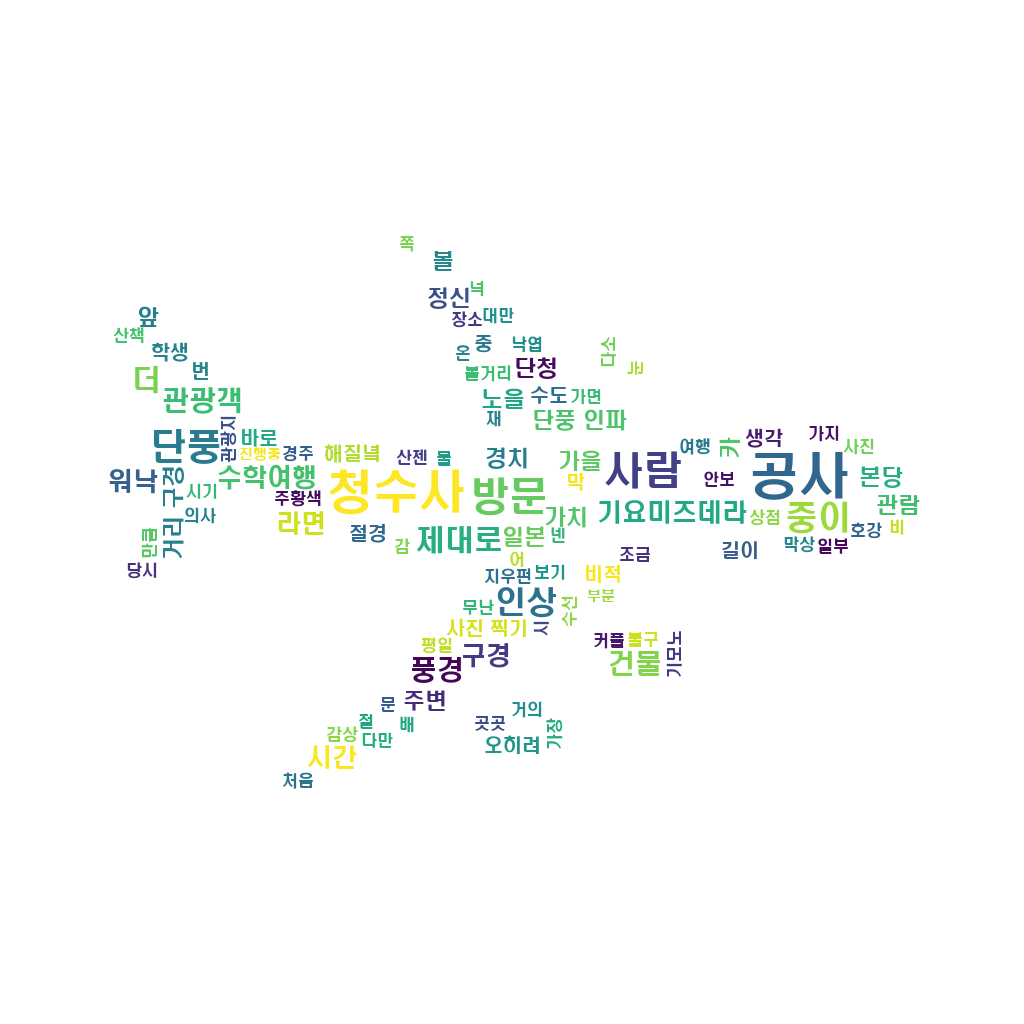 쪽
볼
정신
녁
앞
장소
대만
산책
중
낙엽
학생
온
다소
번
단청
눈
더
볼거리
관광객
노을
수도
가면
재
단풍 인파
관광지
바로
단풍
진행중
경주
해질녘
산젠
물
경치
가을
사람
여행
카
생각
가지
사진
워낙
거리 구경
수학여행
청수사
방문
막
안보
공사
본당
시기
주황색
의사
라면
절경
제대로
일본
가치
넨
기요미즈데라
상점
중이
호강
관람
비
만큼
감
어
조금
길이
막상
일부
당시
지우편
보기
비적
인상
무난
수선
부분
사진 찍기
시
평일
커플
불구
노
기모
풍경
구경
건물
주변
문
배
절
곳곳
거의
가장
감상
다만
오히려
시간
처음